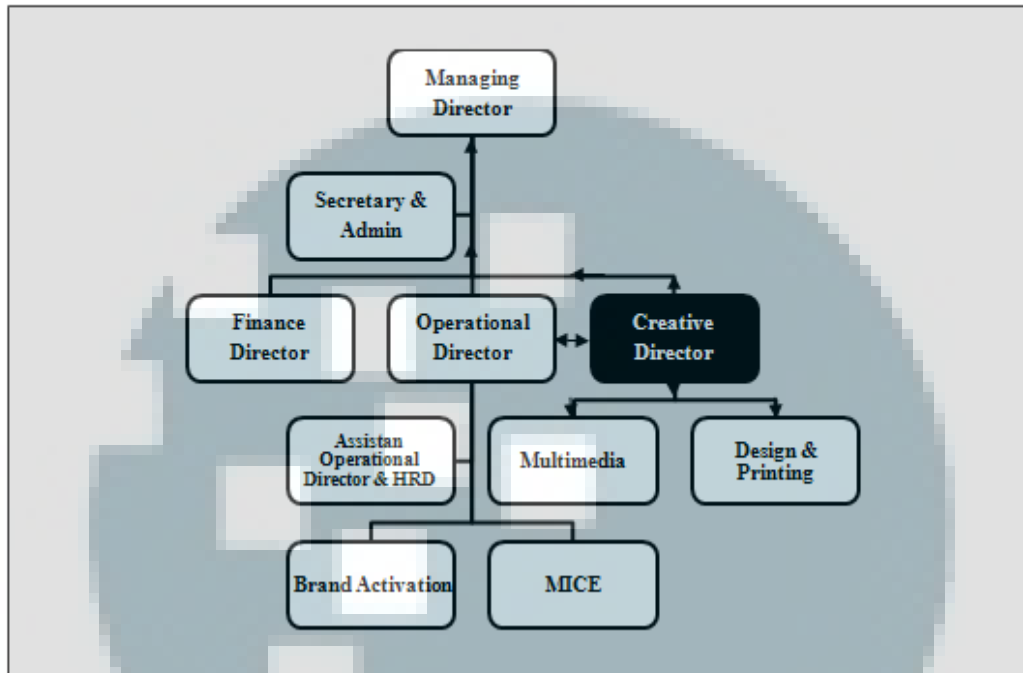 Managing
Director
Secretary &
Admin
Finance
Director
Operational
Director
Creative
Director
Assistan
Operational
Director & HRD
Multimedia
Design &
Printing
Brand Activation
MICE